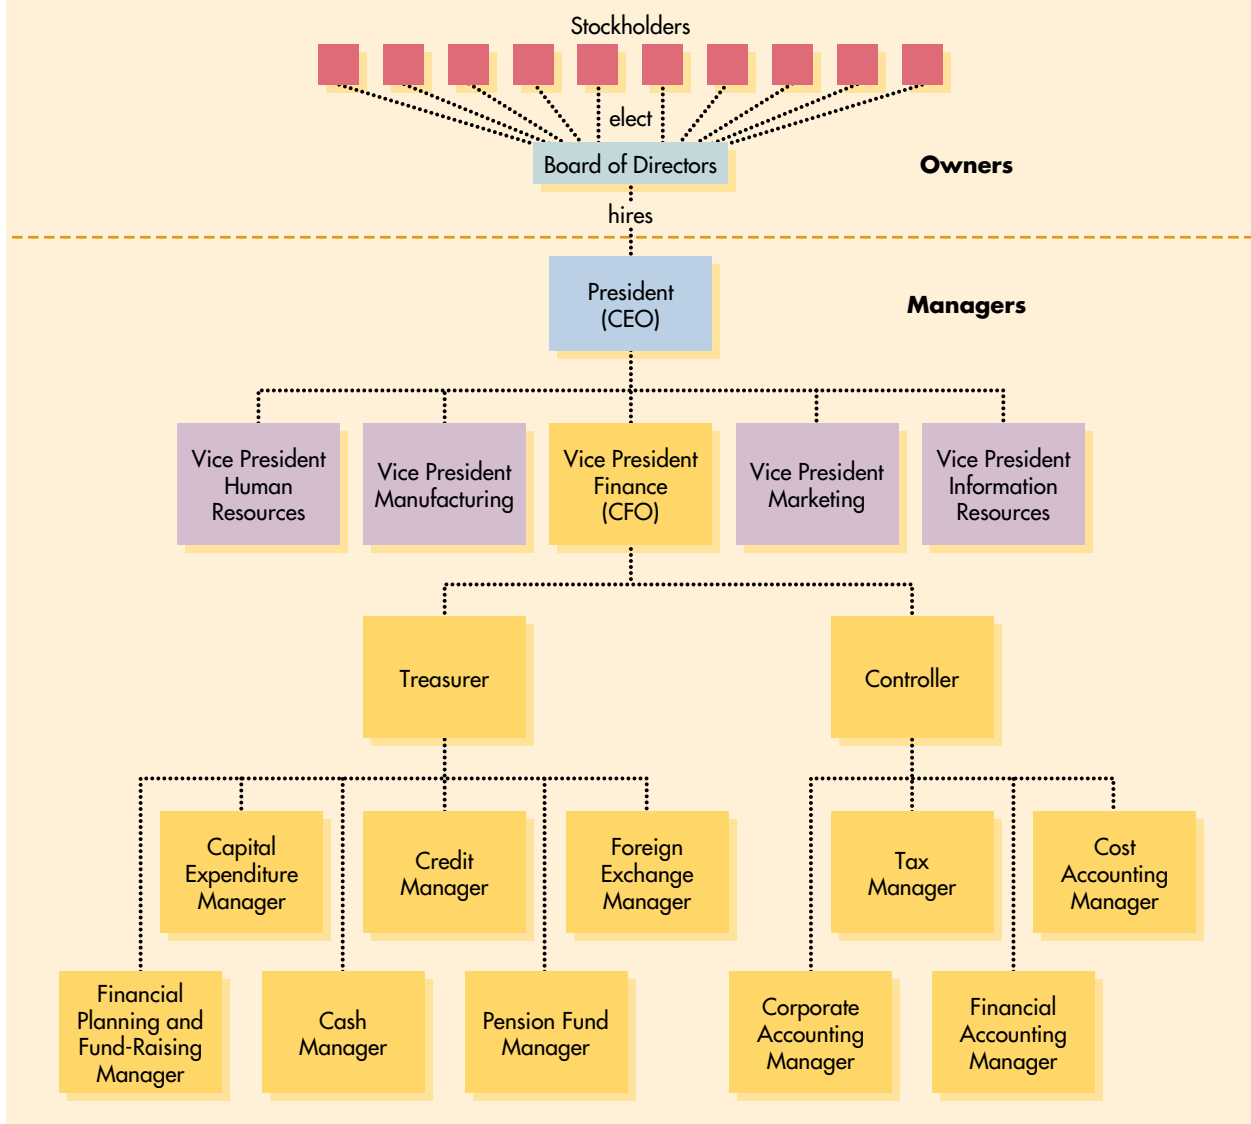 Stockholders
elect
Board of Directors
Owners
hires
President
(CEO)
Managers
Vice President
Human
Resources
Vice President
Manufacturing
Vice President
Finance
(CFO)
Vice President
Marketing
Vice President
Information
Resources
Treasurer
Controller
Capital
Expenditure
Manager
Credit
Manager
Foreign
Exchange
Manager
Tax
Manager
Cost
Accounting
Manager
Financial
Planning and
Fund-Raising
Manager
Cash
Manager
Pension Fund
Manager
Corporate
Accounting
Manager
Financial
Accounting
Manager